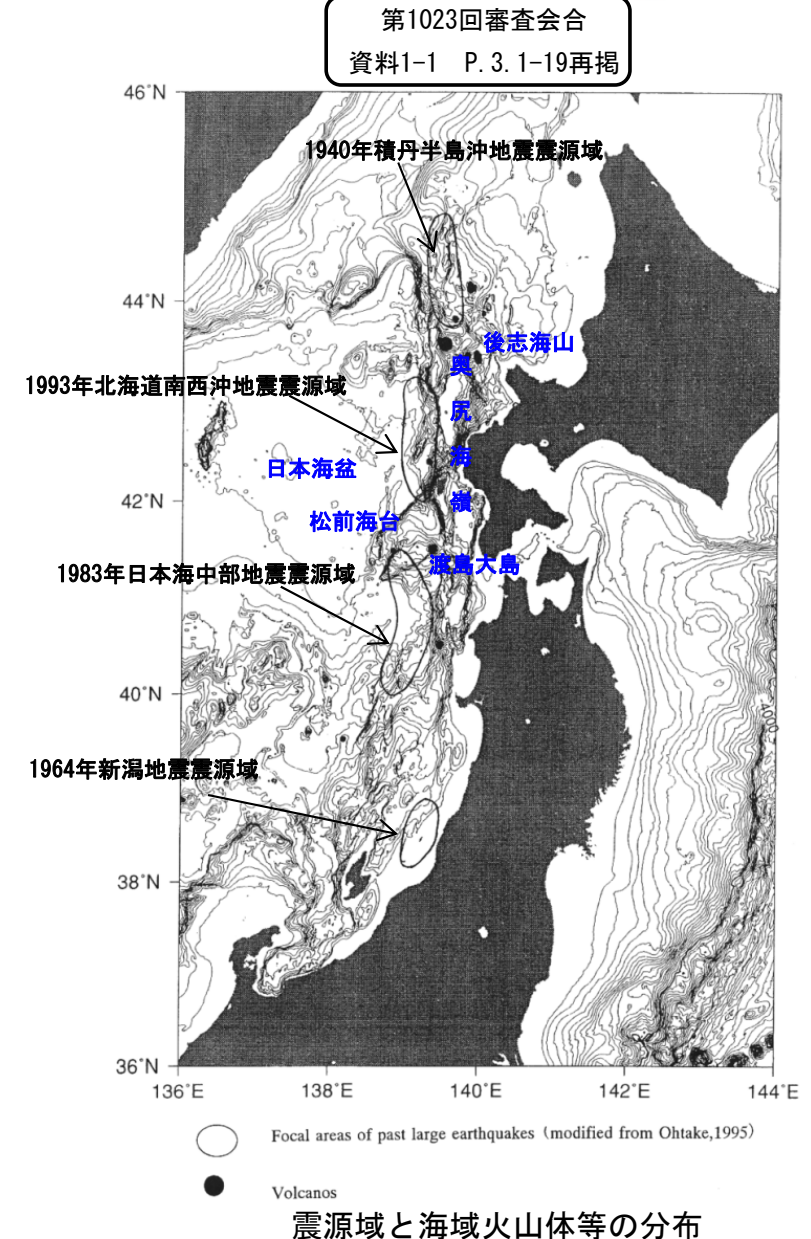 第1023回審査会合
資料1-1 P.3.1-19再掲
46°N
1940年積丹半島沖地震震源域
44°N
後志海山
奥尻海嶺
1993年北海道南西沖地震震源域
日本海盆
42°N
松前海台
渡島大島
1983年日本海中部地震震源域
40°N
4000
1964年新潟地震震源域
38°N
36°N
136°E 138°E 140°E 142°E 144°E
Focal areas of past large earthquakes (modified from Ohtake,1995)
Volcanos
震源域と海域火山体等の分布